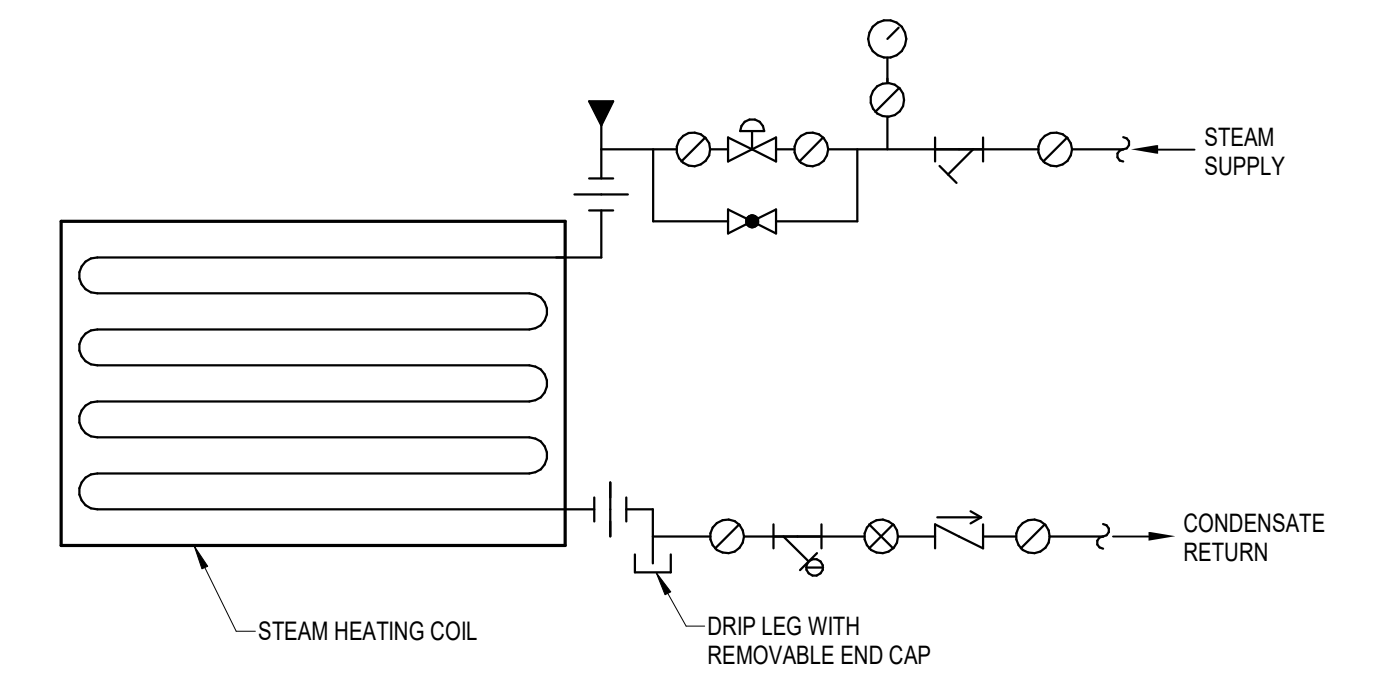 STEAM
SUPPLY
CONDENSATE
RETURN
STEAM HEATING COIL
DRIP LEG WITH
REMOVABLE END CAP